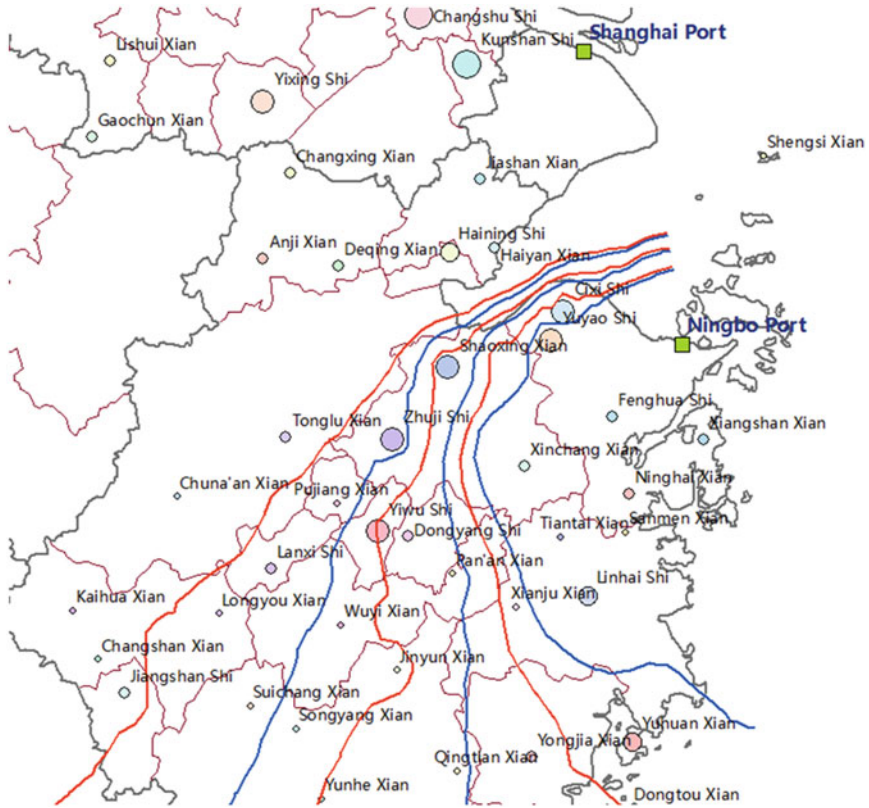 Changshu Shi
Shanghai Port
Kunshan Shi
Lishui Xian
Yixing Shi
Gaochun Xian
Shengsi Xian
Changxing Xian
Jiashan Xian
Haining Shi
Anji Xian
Deqing Xian
Haiyan Xian
Cixi Shi
Yuyao Shi
Ningbo Port
Shaoxing Xian
Fenghua Shi
Tonglu Xian
Zhuji Shi
Xiangshan Xian
Xinchang Xian
Chuna'an Xian
Pujiang Xian
Ninghai Xian
Yiwu Shi
Dongyang Shi
Tiantai Xian
Sanmen Xian
Lanxi Shi
Pan'an Xian
Linhai Shi
Kaihua Xian
Longyou Xian
Wuyi Xian
Xianju Xian
Changshan Xian
Jinyun Xian
Jiangshan Shi
Suichang Xian
Songyang Xian
Yuhuan Xian
Yongjia Xian
Qingtian Xian
Yunhe Xian
Dongtou Xian